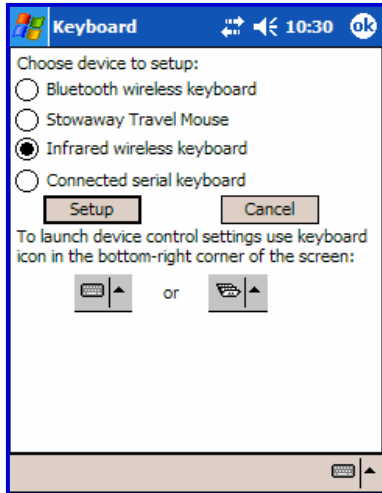 Keyboard 10:30 ok
Choose device to setup:
Bluetooth wireless keyboard
Stowaway Travel Mouse
Infrared wireless keyboard
Connected serial keyboard
Setup Cancel
To launch device control settings use keyboard
icon in the bottom-right corner of the screen:
or